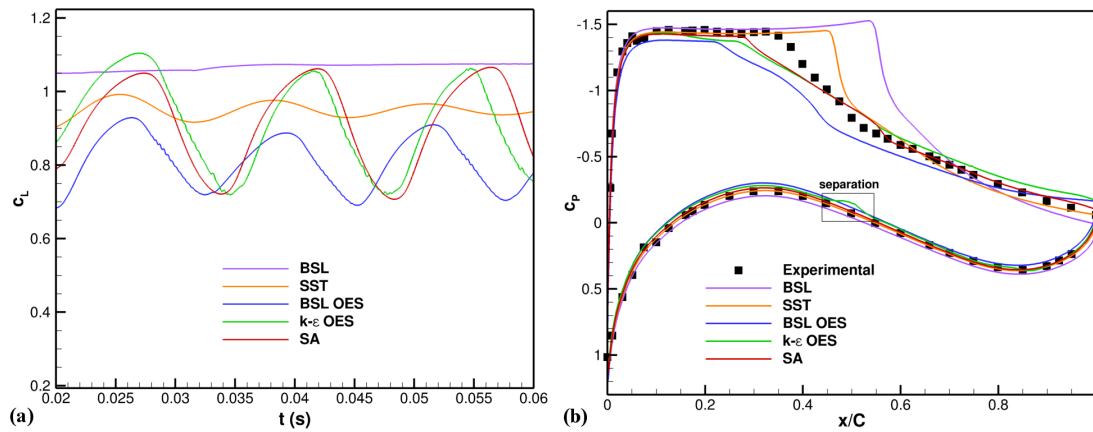 1.2
1
0.8
0.6
0.4
0.2
0.02 0.025 0.03 0.035 0.04 0.045 0.05 0.055 0.06
c_L
t (s)
BSL
SST
BSL OES
k-ε OES
SA
(a)
-1.5
-1
-0.5
0
0.5
1
0 0.2 0.4 0.6 0.8
c_P
x/C
separation
Experimental
BSL
SST
BSL OES
k-ε OES
SA
(b)